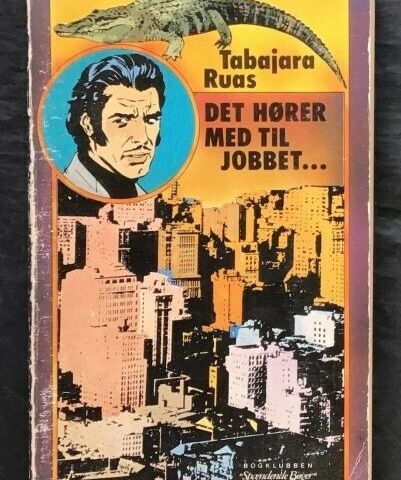 Tabajara
Ruas
DET HØRER
MED TiL
JOBBET...
BOGKLUBBEN
"Spændende Bøger"